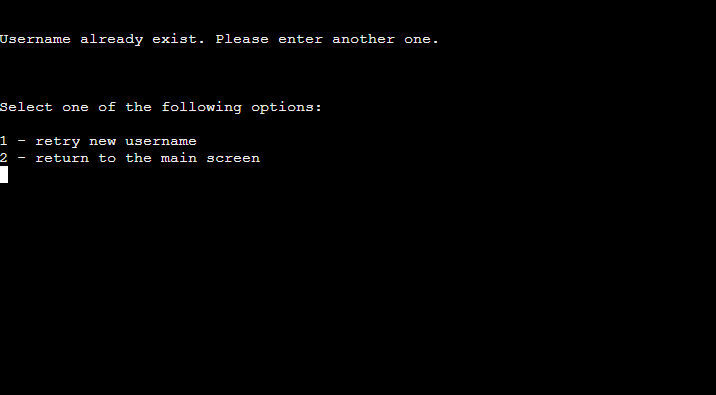 Username already exist. Please enter another one.
Select one of the following options:
1 - retry new username
2 - return to the main screen